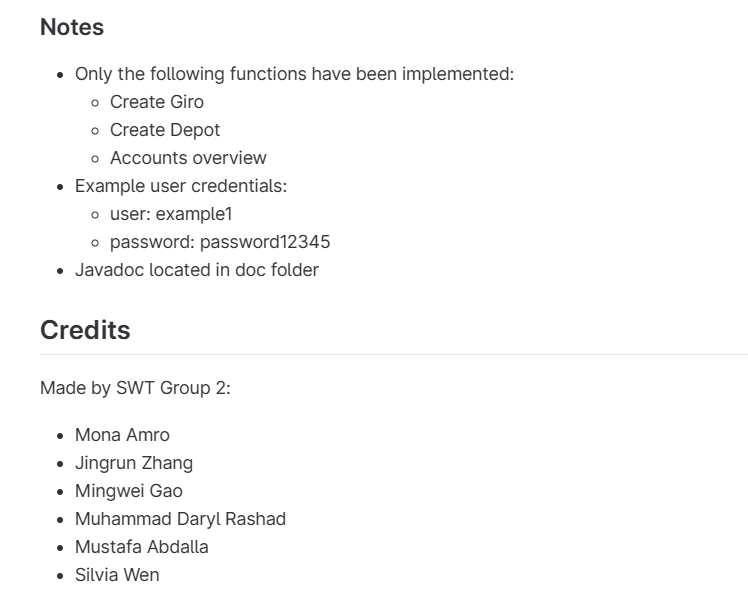 Notes
Only the following functions have been implemented:
Create Giro
Create Depot
Accounts overview
Example user credentials:
user: example1
password: password12345
Javadoc located in doc folder
Credits
Made by SWT Group 2:
Mona Amro
Jingrun Zhang
Mingwei Gao
Muhammad Daryl Rashad
Mustafa Abdalla
Silvia Wen